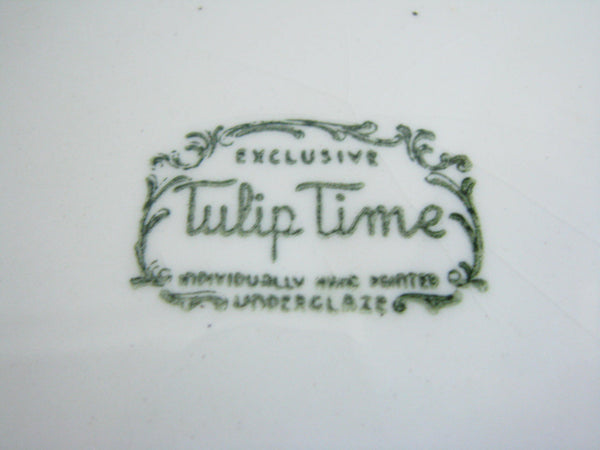 EXCLUSIVE
Tulip Time
INDIVIDUALLY HAND PAINTED
UNDERGLAZE